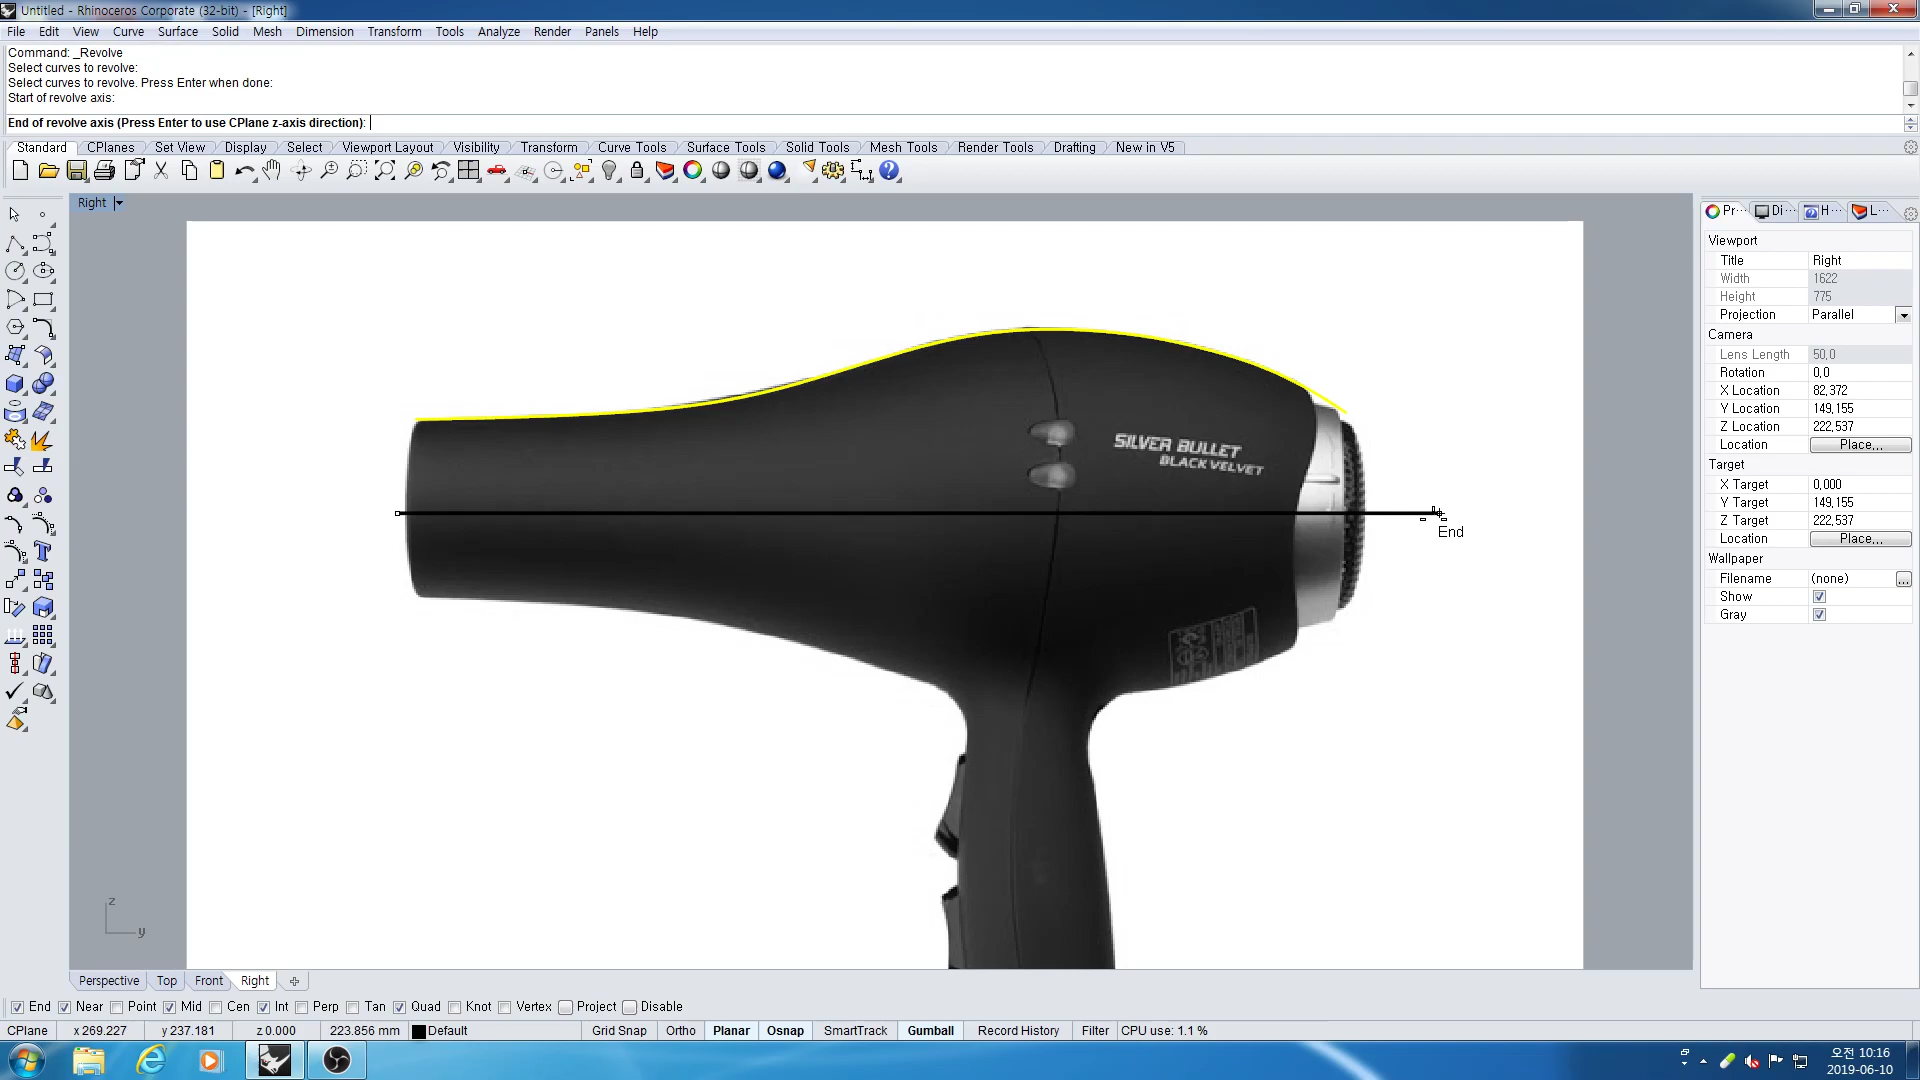 Untitled - Rhinoceros Corporate (32-bit) - [Right]
File Edit View Curve Surface Solid Mesh Dimension Transform Tools Analyze Render Panels Help
Command: _Revolve
Select curves to revolve:
Select curves to revolve. Press Enter when done:
Start of revolve axis:
End of revolve axis (Press Enter to use CPlane z-axis direction):
Standard CPlanes Set View Display Select Viewport Layout Visibility Transform Curve Tools Surface Tools Solid Tools Mesh Tools Render Tools Drafting New in V5
Right
Pr··· Di··· H··· L···
Viewport
Title Right
Width 1622
Height 775
Projection Parallel
Camera
Lens Length 50,0
Rotation 0,0
X Location 82,372
Y Location 149,155
Z Location 222,537
Location Place,,,
Target
X Target 0,000
Y Target 149,155
Z Target 222,537
Location Place,,,
Wallpaper
Filename (none) ...
Show
Gray
SILVER BULLET
BLACK VELVET
End
z
y
Perspective Top Front Right
End Near Point Mid Cen Int Perp Tan Quad Knot Vertex Project Disable
CPlane x 269.227 y 237.181 z 0.000 223.856 mm Default Grid Snap Ortho Planar Osnap SmartTrack Gumball Record History Filter CPU use: 1.1 %
오전 10:16
2019-06-10